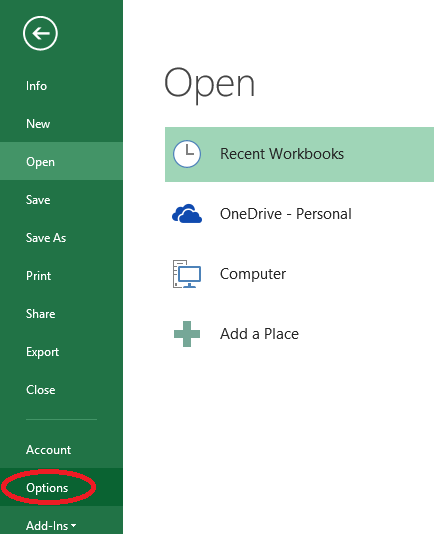 Info
New
Open
Save
Save As
Print
Share
Export
Close
Account
Options
Add-Ins
Open
Recent Workbooks
OneDrive - Personal
Computer
Add a Place